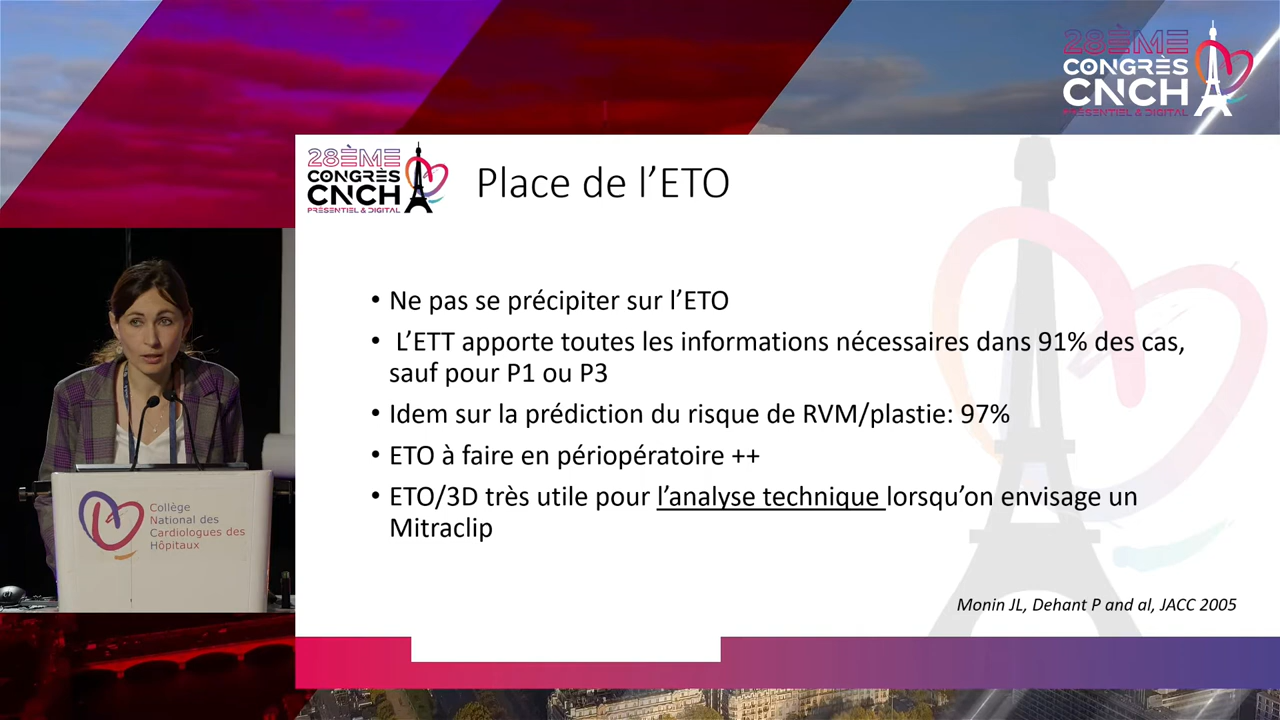 28ÈME
CONGRÈS
CNCH
PRÉSENTIEL & DIGITAL
28ÈME
CONGRÈS
CNCH
PRÉSENTIEL & DIGITAL
Place de l’ETO
• Ne pas se précipiter sur l’ETO
• L’ETT apporte toutes les informations nécessaires dans 91% des cas,
sauf pour P1 ou P3
• Idem sur la prédiction du risque de RVM/plastie: 97%
• ETO à faire en périopératoire ++
• ETO/3D très utile pour l’analyse technique lorsqu’on envisage un
Mitraclip
Monin JL, Dehant P and al, JACC 2005
Collège
National des
Cardiologues des
Hôpitaux